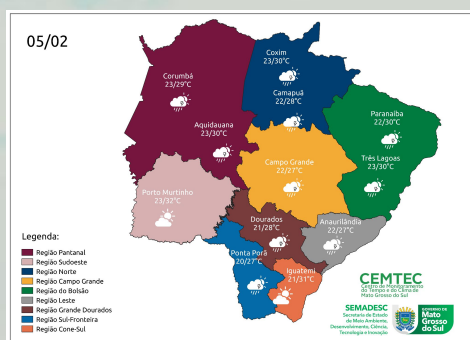 05/02
Coxim
23/30°C
Corumbá
23/29°C
Camapuã
22/28°C
Paranaíba
22/30°C
Aquidauana
23/30°C
Campo Grande
22/27°C
Três Lagoas
23/30°C
Porto Murtinho
23/32°C
Dourados
21/28°C
Anaurilândia
22/27°C
Ponta Porã
20/27°C
Iguatemi
21/31°C
Legenda:
Região Pantanal
Região Sudoeste
Região Norte
Região Campo Grande
Região do Bolsão
Região Leste
Região Grande Dourados
Região Sul-Fronteira
Região Cone-Sul
CEMTEC
Centro de Monitoramento
do Tempo e do Clima de
Mato Grosso do Sul
SEMADESC
Secretaria de Estado
de Meio Ambiente,
Desenvolvimento, Ciência,
Tecnologia e Inovação
GOVERNO DE
Mato
Grosso
do Sul